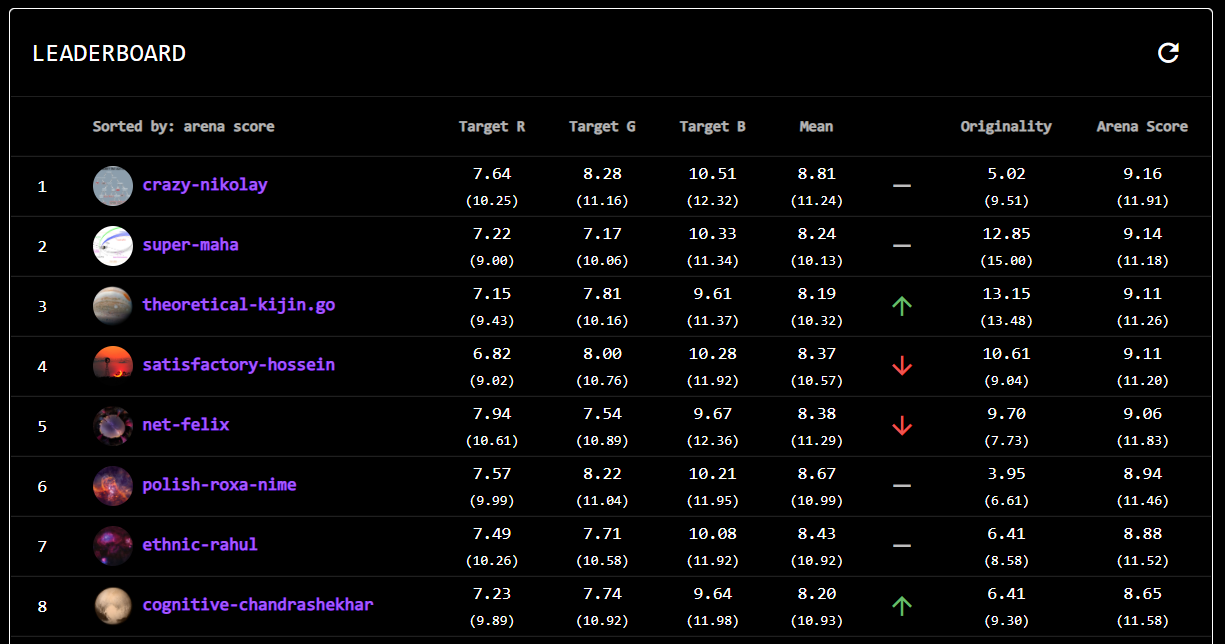 LEADERBOARD
Sorted by: arena score Target R Target G Target B Mean Originality Arena Score
1 crazy-nikolay 7.64 8.28 10.51 8.81 — 5.02 9.16
(10.25) (11.16) (12.32) (11.24) (9.51) (11.91)
2 super-maha 7.22 7.17 10.33 8.24 — 12.85 9.14
(9.00) (10.06) (11.34) (10.13) (15.00) (11.18)
3 theoretical-kijin.go 7.15 7.81 9.61 8.19 ↑ 13.15 9.11
(9.43) (10.16) (11.37) (10.32) (13.48) (11.26)
4 satisfactory-hossein 6.82 8.00 10.28 8.37 ↓ 10.61 9.11
(9.02) (10.76) (11.92) (10.57) (9.04) (11.20)
5 net-felix 7.94 7.54 9.67 8.38 ↓ 9.70 9.06
(10.61) (10.89) (12.36) (11.29) (7.73) (11.83)
6 polish-roxa-nime 7.57 8.22 10.21 8.67 — 3.95 8.94
(9.99) (11.04) (11.95) (10.99) (6.61) (11.46)
7 ethnic-rahul 7.49 7.71 10.08 8.43 — 6.41 8.88
(10.26) (10.58) (11.92) (10.92) (8.58) (11.52)
8 cognitive-chandrashekhar 7.23 7.74 9.64 8.20 ↑ 6.41 8.65
(9.89) (10.92) (11.98) (10.93) (9.30) (11.58)